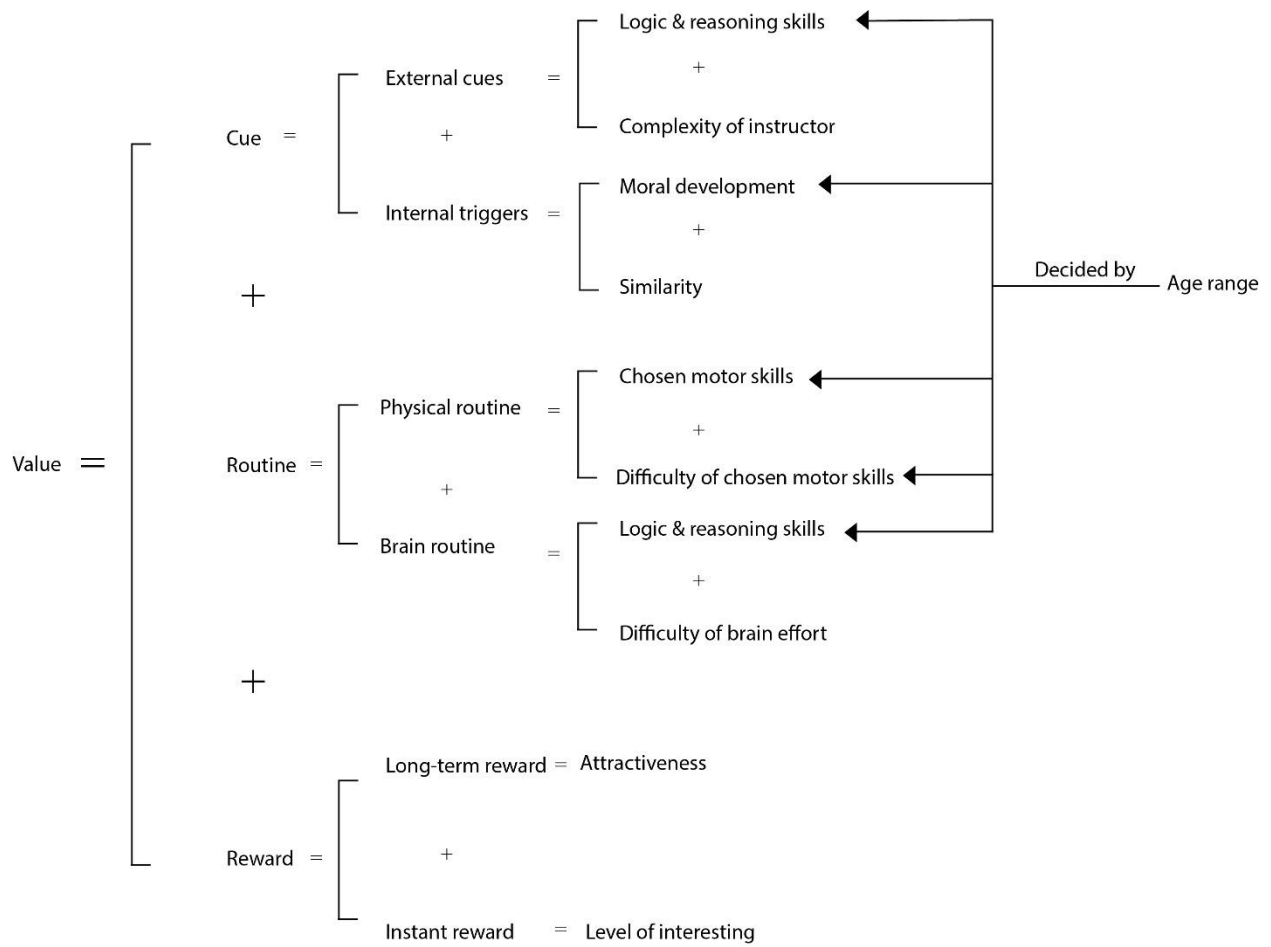 Logic & reasoning skills
+
External cues =
Complexity of instructor
Cue = +
Moral development
+
Internal triggers =
Similarity
Decided by
Age range
+
Chosen motor skills
+
Physical routine =
Difficulty of chosen motor skills
Value = Routine = +
Logic & reasoning skills
+
Brain routine =
Difficulty of brain effort
+
Long-term reward = Attractiveness
Reward = +
Instant reward = Level of interesting